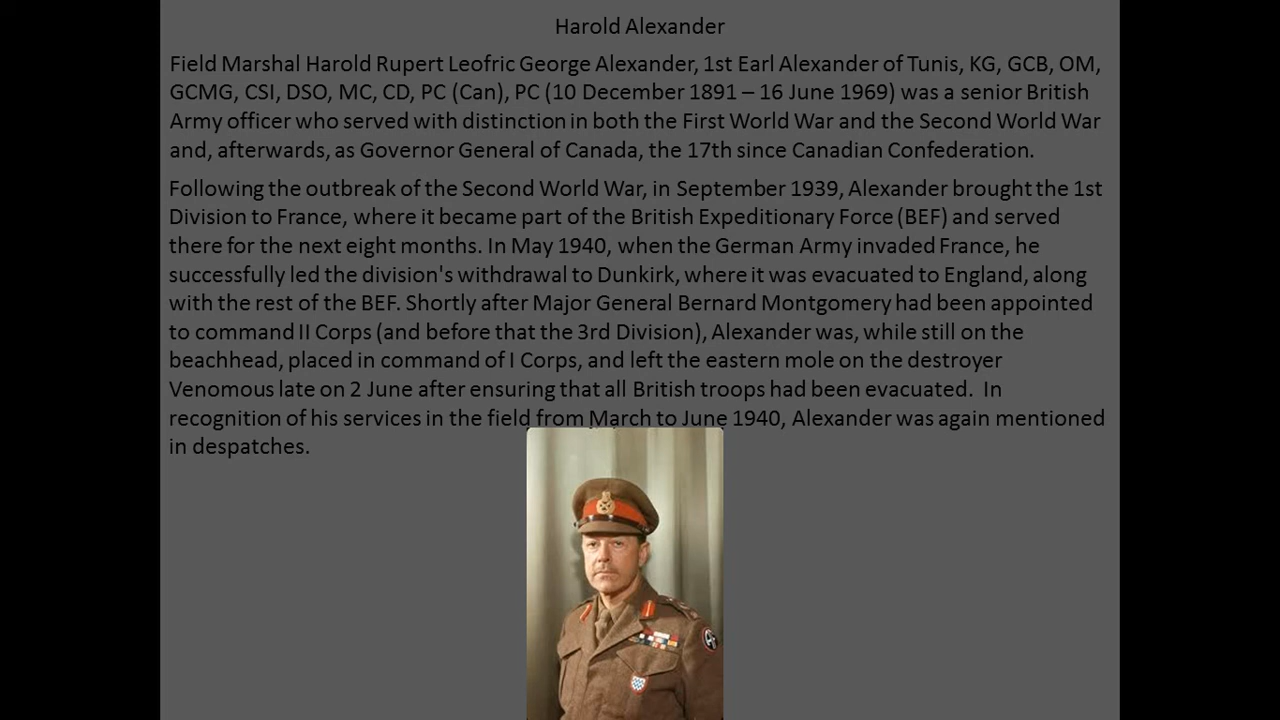 Harold Alexander
Field Marshal Harold Rupert Leofric George Alexander, 1st Earl Alexander of Tunis, KG, GCB, OM,
GCMG, CSI, DSO, MC, CD, PC (Can), PC (10 December 1891 – 16 June 1969) was a senior British
Army officer who served with distinction in both the First World War and the Second World War
and, afterwards, as Governor General of Canada, the 17th since Canadian Confederation.
Following the outbreak of the Second World War, in September 1939, Alexander brought the 1st
Division to France, where it became part of the British Expeditionary Force (BEF) and served
there for the next eight months. In May 1940, when the German Army invaded France, he
successfully led the division's withdrawal to Dunkirk, where it was evacuated to England, along
with the rest of the BEF. Shortly after Major General Bernard Montgomery had been appointed
to command II Corps (and before that the 3rd Division), Alexander was, while still on the
beachhead, placed in command of I Corps, and left the eastern mole on the destroyer
Venomous late on 2 June after ensuring that all British troops had been evacuated. In
recognition of his services in the field from March to June 1940, Alexander was again mentioned
in despatches.